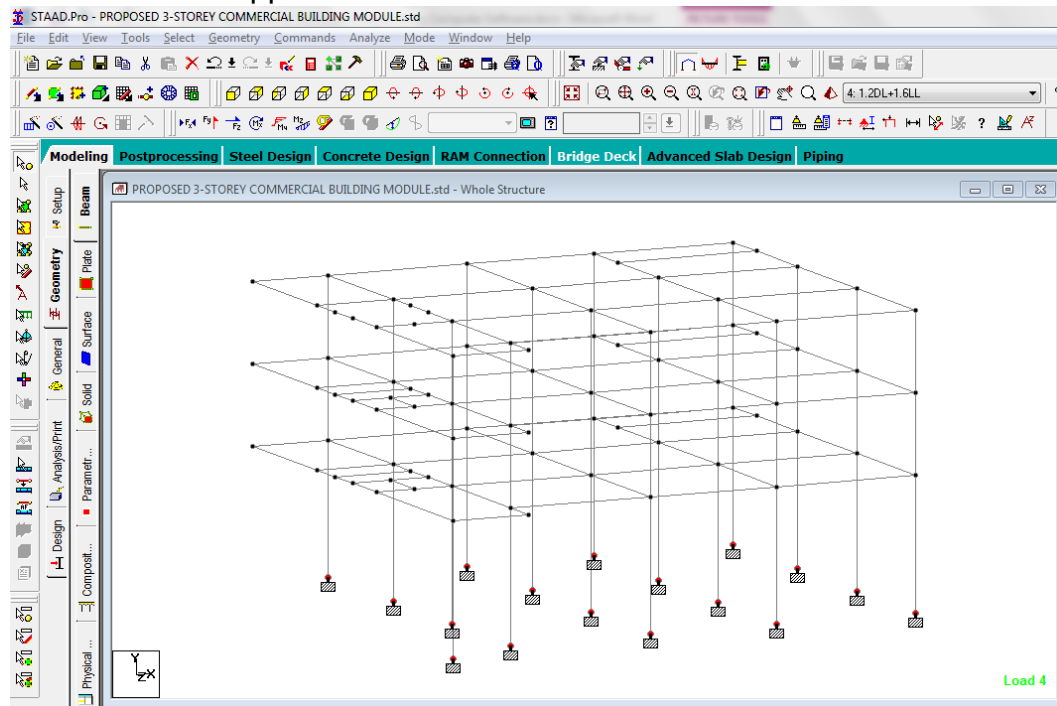 STAAD.Pro - PROPOSED 3-STOREY COMMERCIAL BUILDING MODULE.std
File Edit View Tools Select Geometry Commands Analyze Mode Window Help
4: 1.2DL+1.6LL
Modeling Postprocessing Steel Design Concrete Design RAM Connection Bridge Deck Advanced Slab Design Piping
PROPOSED 3-STOREY COMMERCIAL BUILDING MODULE.std - Whole Structure
Setup
Geometry
General
Analysis/Print
Design
Beam
Plate
Surface
Solid
Parametr...
Composit...
Physical ...
Y
Z X
Load 4